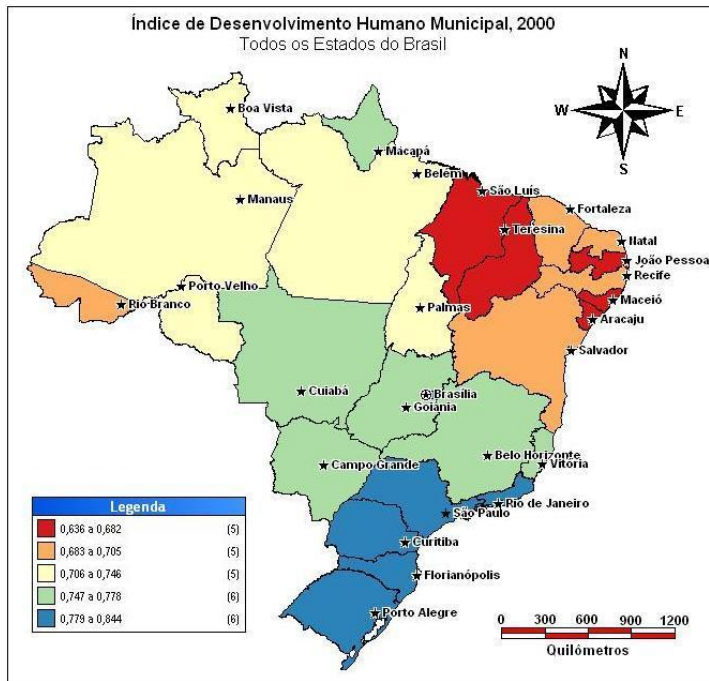 Índice de Desenvolvimento Humano Municipal, 2000
Todos os Estados do Brasil
N
W
E
S
Boa Vista
Macapá
Belém
Manaus
São Luís
Fortaleza
Teresina
Natal
João Pessoa
Recife
Porto Velho
Rio Branco
Palmas
Maceió
Aracaju
Salvador
Cuiabá
Brasília
Goiânia
Belo Horizonte
Vitória
Campo Grande
Rio de Janeiro
São Paulo
Curitiba
Florianópolis
Porto Alegre
Legenda
0,636 a 0,682 (5)
0,683 a 0,705 (5)
0,706 a 0,746 (5)
0,747 a 0,778 (6)
0,779 a 0,844 (6)
0 300 600 900 1200
Quilómetros